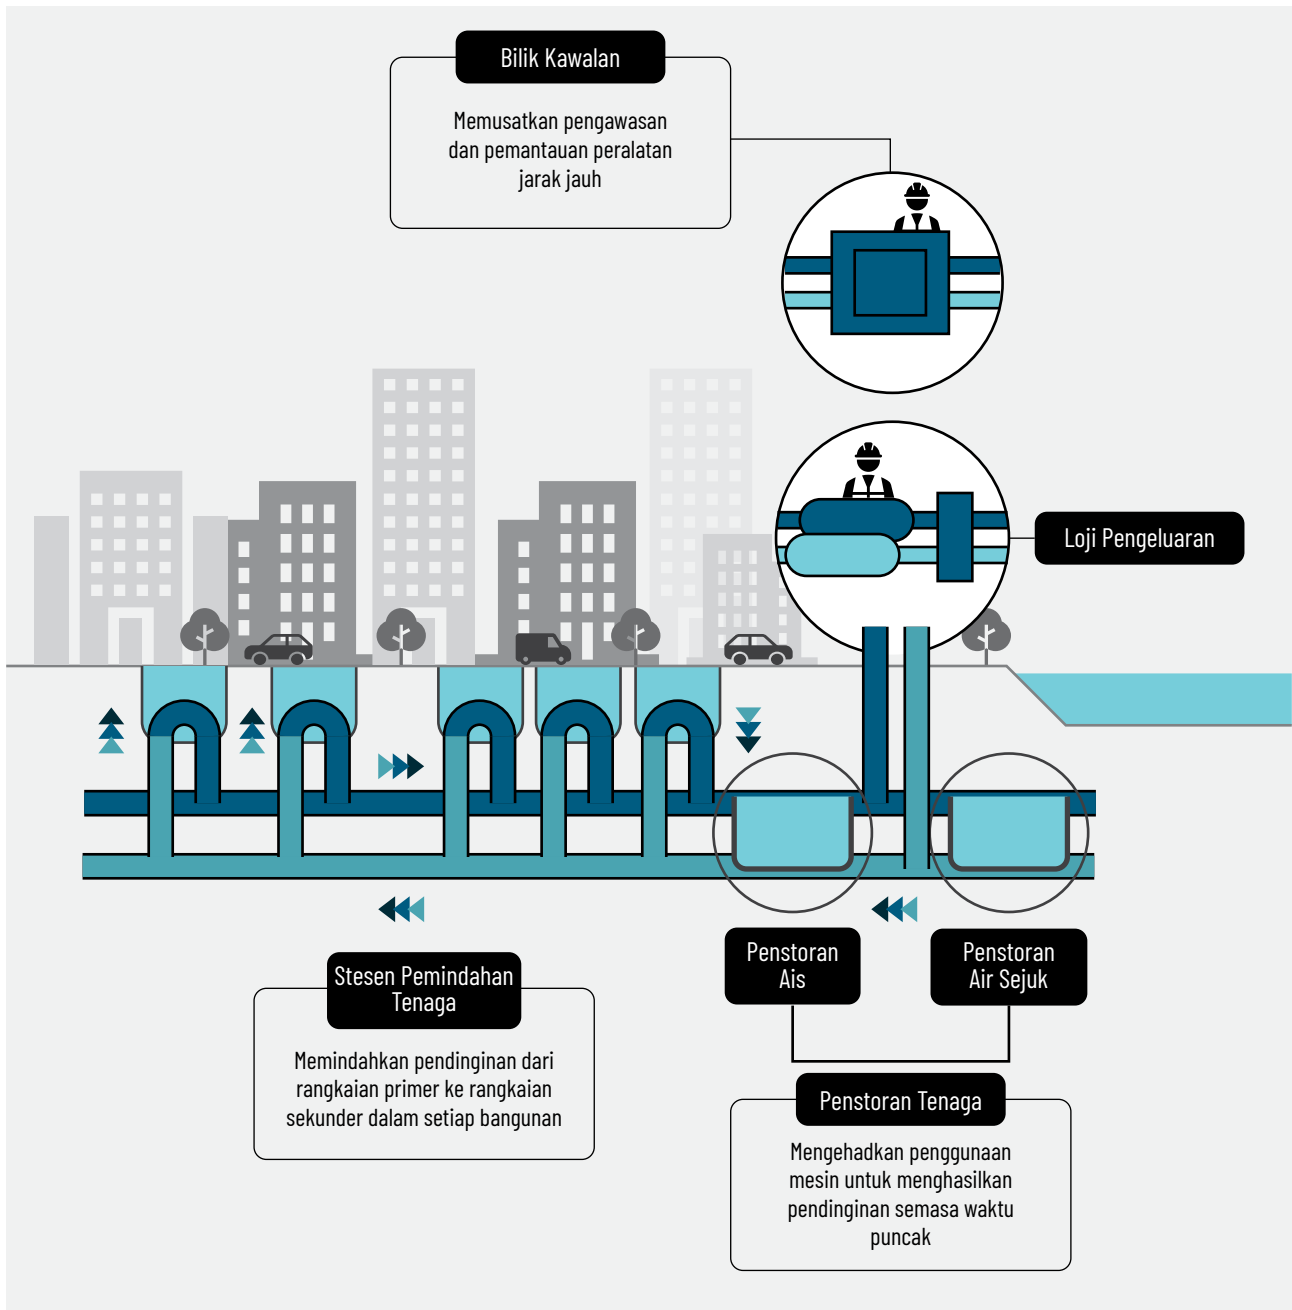 Bilik Kawalan
Memusatkan pengawasan
dan pemantauan peralatan
jarak jauh
Loji Pengeluaran
Stesen Pemindahan
Tenaga
Memindahkan pendinginan dari
rangkaian primer ke rangkaian
sekunder dalam setiap bangunan
Penstoran
Ais
Penstoran
Air Sejuk
Penstoran Tenaga
Mengehadkan penggunaan
mesin untuk menghasilkan
pendinginan semasa waktu
puncak